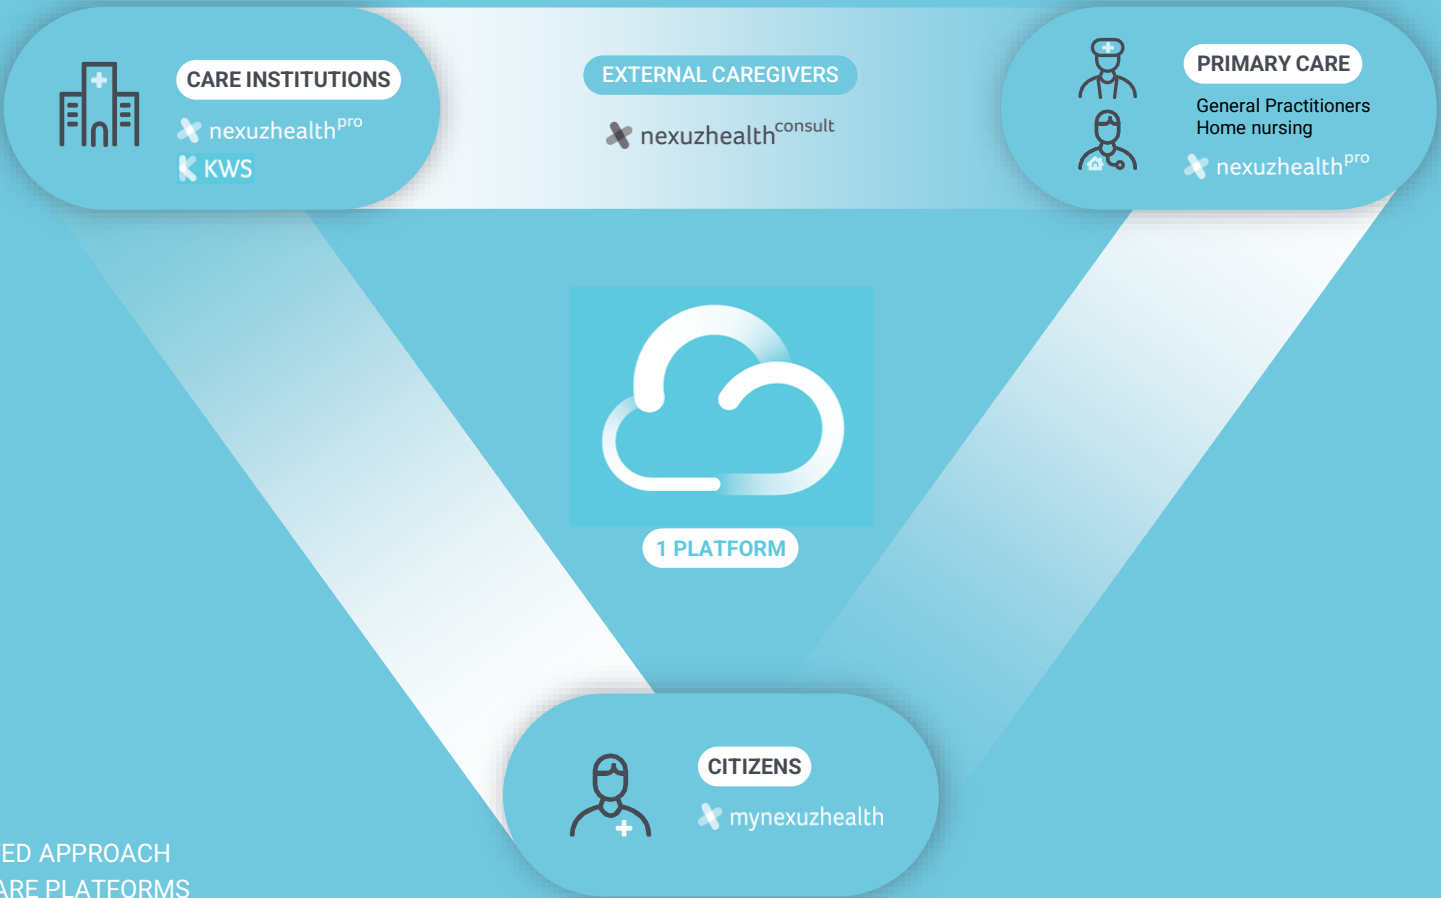 CARE INSTITUTIONS
nexuzhealthpro
KWS
EXTERNAL CAREGIVERS
nexuzhealthconsult
PRIMARY CARE
General Practitioners
Home nursing
nexuzhealthpro
1 PLATFORM
CITIZENS
mynexuzhealth
TED APPROACH
ARE PLATFORMS